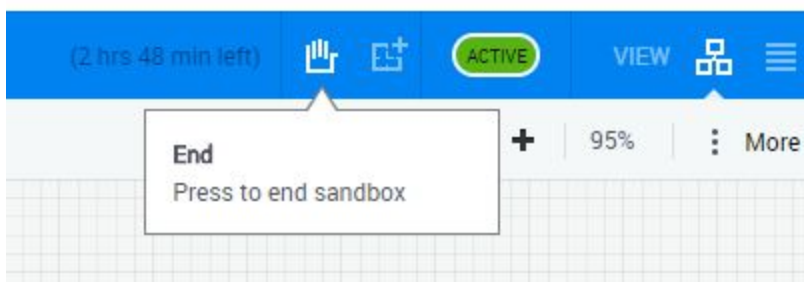 (2 hrs 48 min left)
ACTIVE
VIEW
End
Press to end sandbox
95%
More